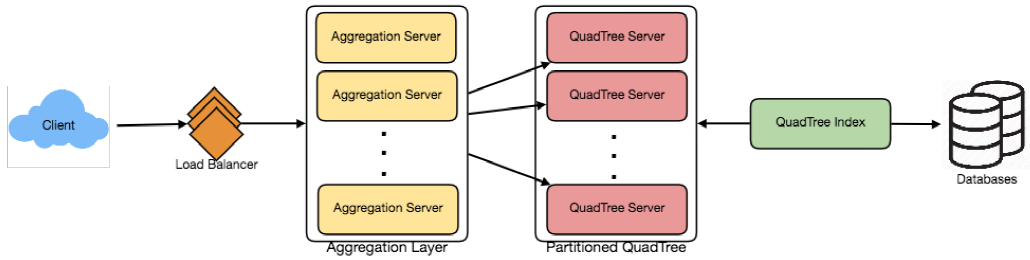 Client
Load Balancer
Aggregation Server
Aggregation Server
Aggregation Server
Aggregation Layer
QuadTree Server
QuadTree Server
QuadTree Server
Partitioned QuadTree
QuadTree Index
Databases